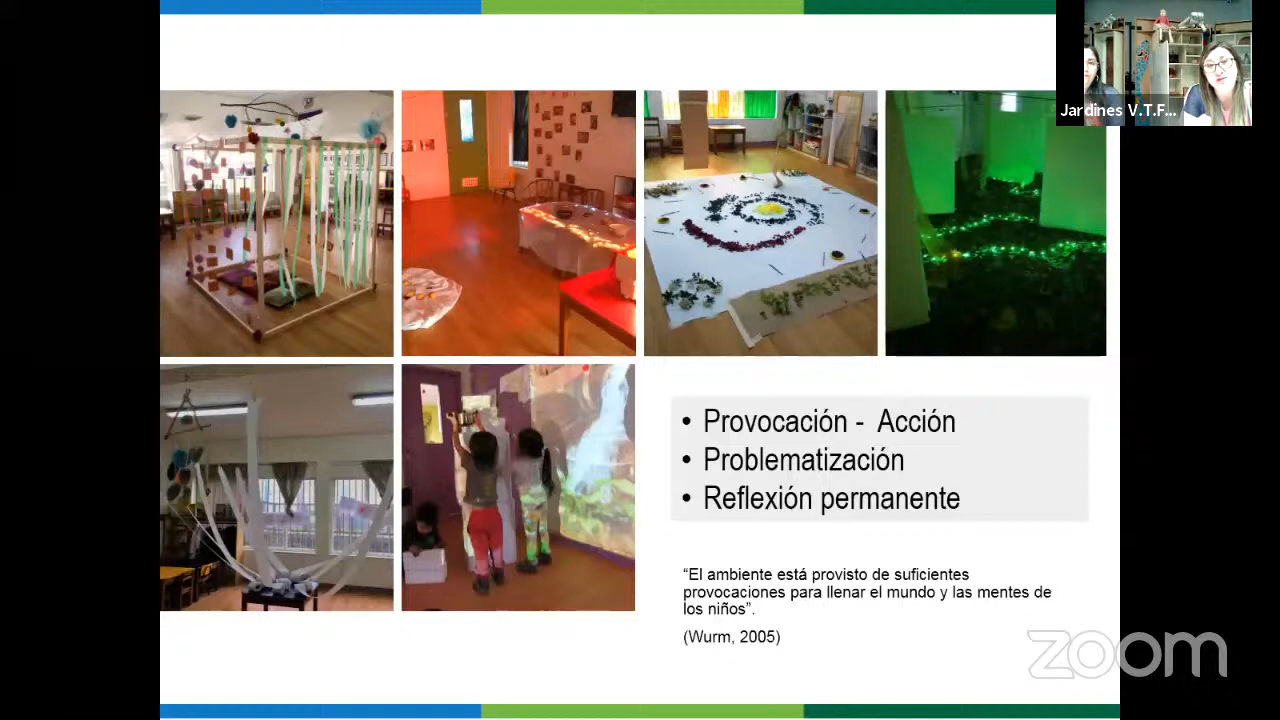 Jardines V.T.F...
• Provocación - Acción
• Problematización
• Reflexión permanente
“El ambiente está provisto de suficientes
provocaciones para llenar el mundo y las mentes de
los niños”.
(Wurm, 2005)
zoom